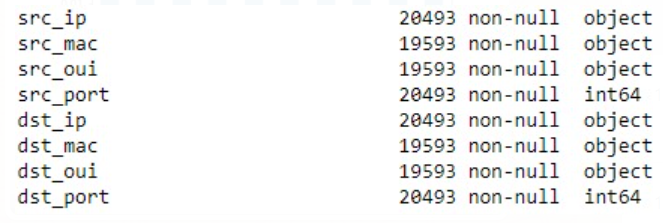 src_ip 20493 non-null object
src_mac 19593 non-null object
src_oui 19593 non-null object
src_port 20493 non-null int64
dst_ip 20493 non-null object
dst_mac 19593 non-null object
dst_oui 19593 non-null object
dst_port 20493 non-null int64